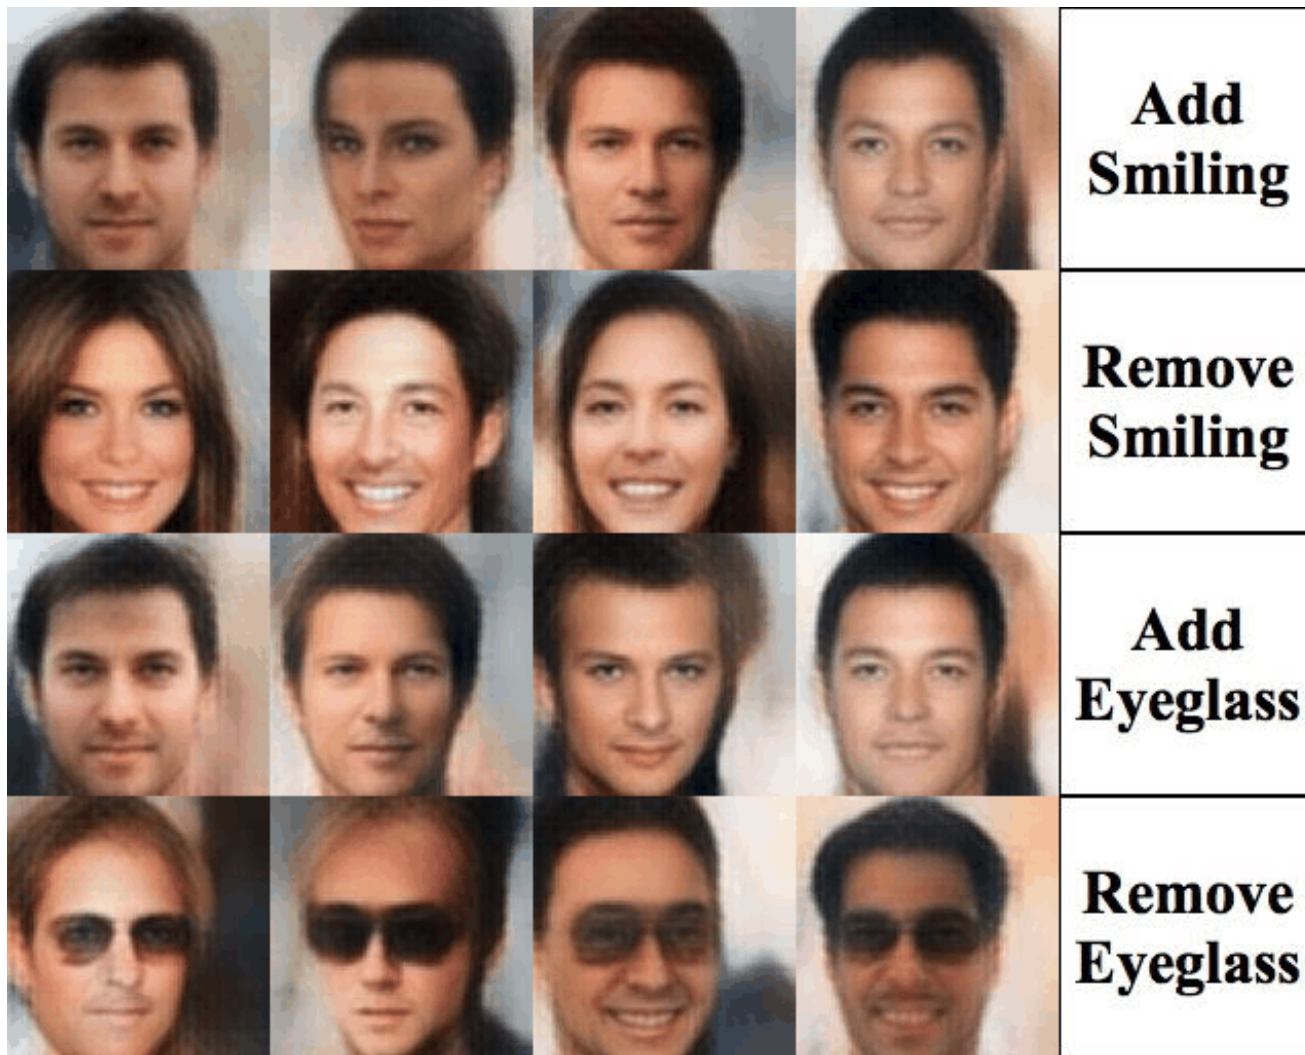 Add
Smiling
Remove
Smiling
Add
Eyeglass
Remove
Eyeglass